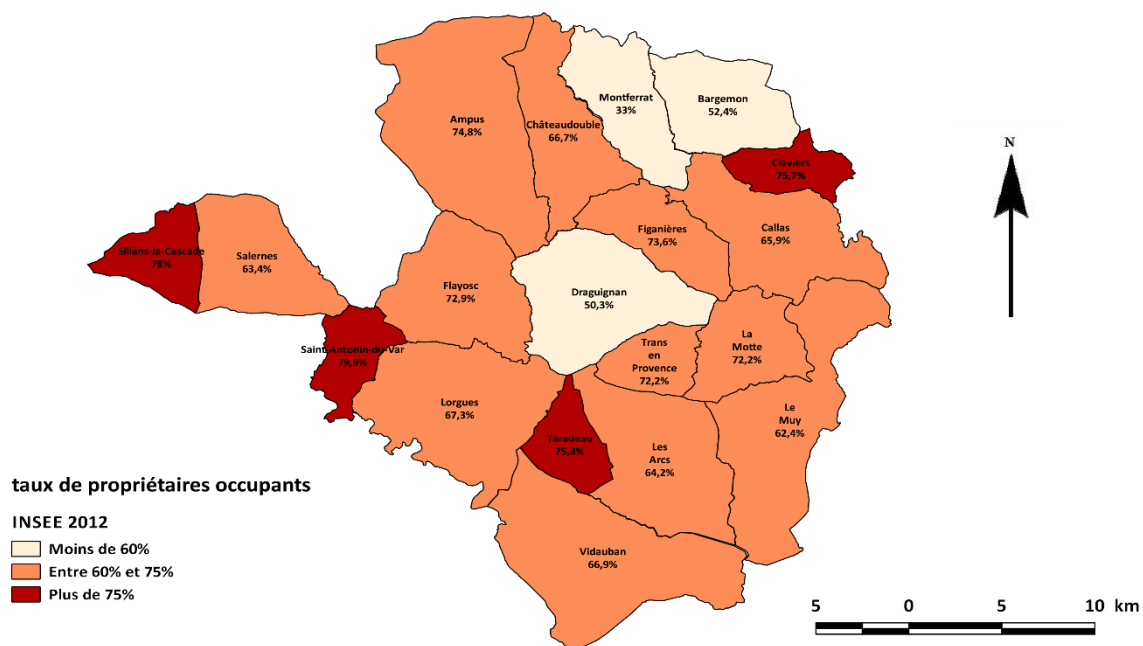 Montferrat
33%
Bargemon
52,4%
Ampus
74,8%
Châteaudouble
66,7%
N
Claviers
75,7%
Sillans-la-Cascade
78%
Salernes
63,4%
Figanières
73,6%
Callas
65,9%
Flayosc
72,9%
Draguignan
50,3%
Saint-Antonin-du-Var
79,9%
Trans
en
Provence
72,2%
La
Motte
72,2%
Lorgues
67,3%
Le
Muy
62,4%
Taradeau
75,8%
Les
Arcs
64,2%
Vidauban
66,9%
taux de propriétaires occupants
INSEE 2012
Moins de 60%
Entre 60% et 75%
Plus de 75%
5 0 5 10 km